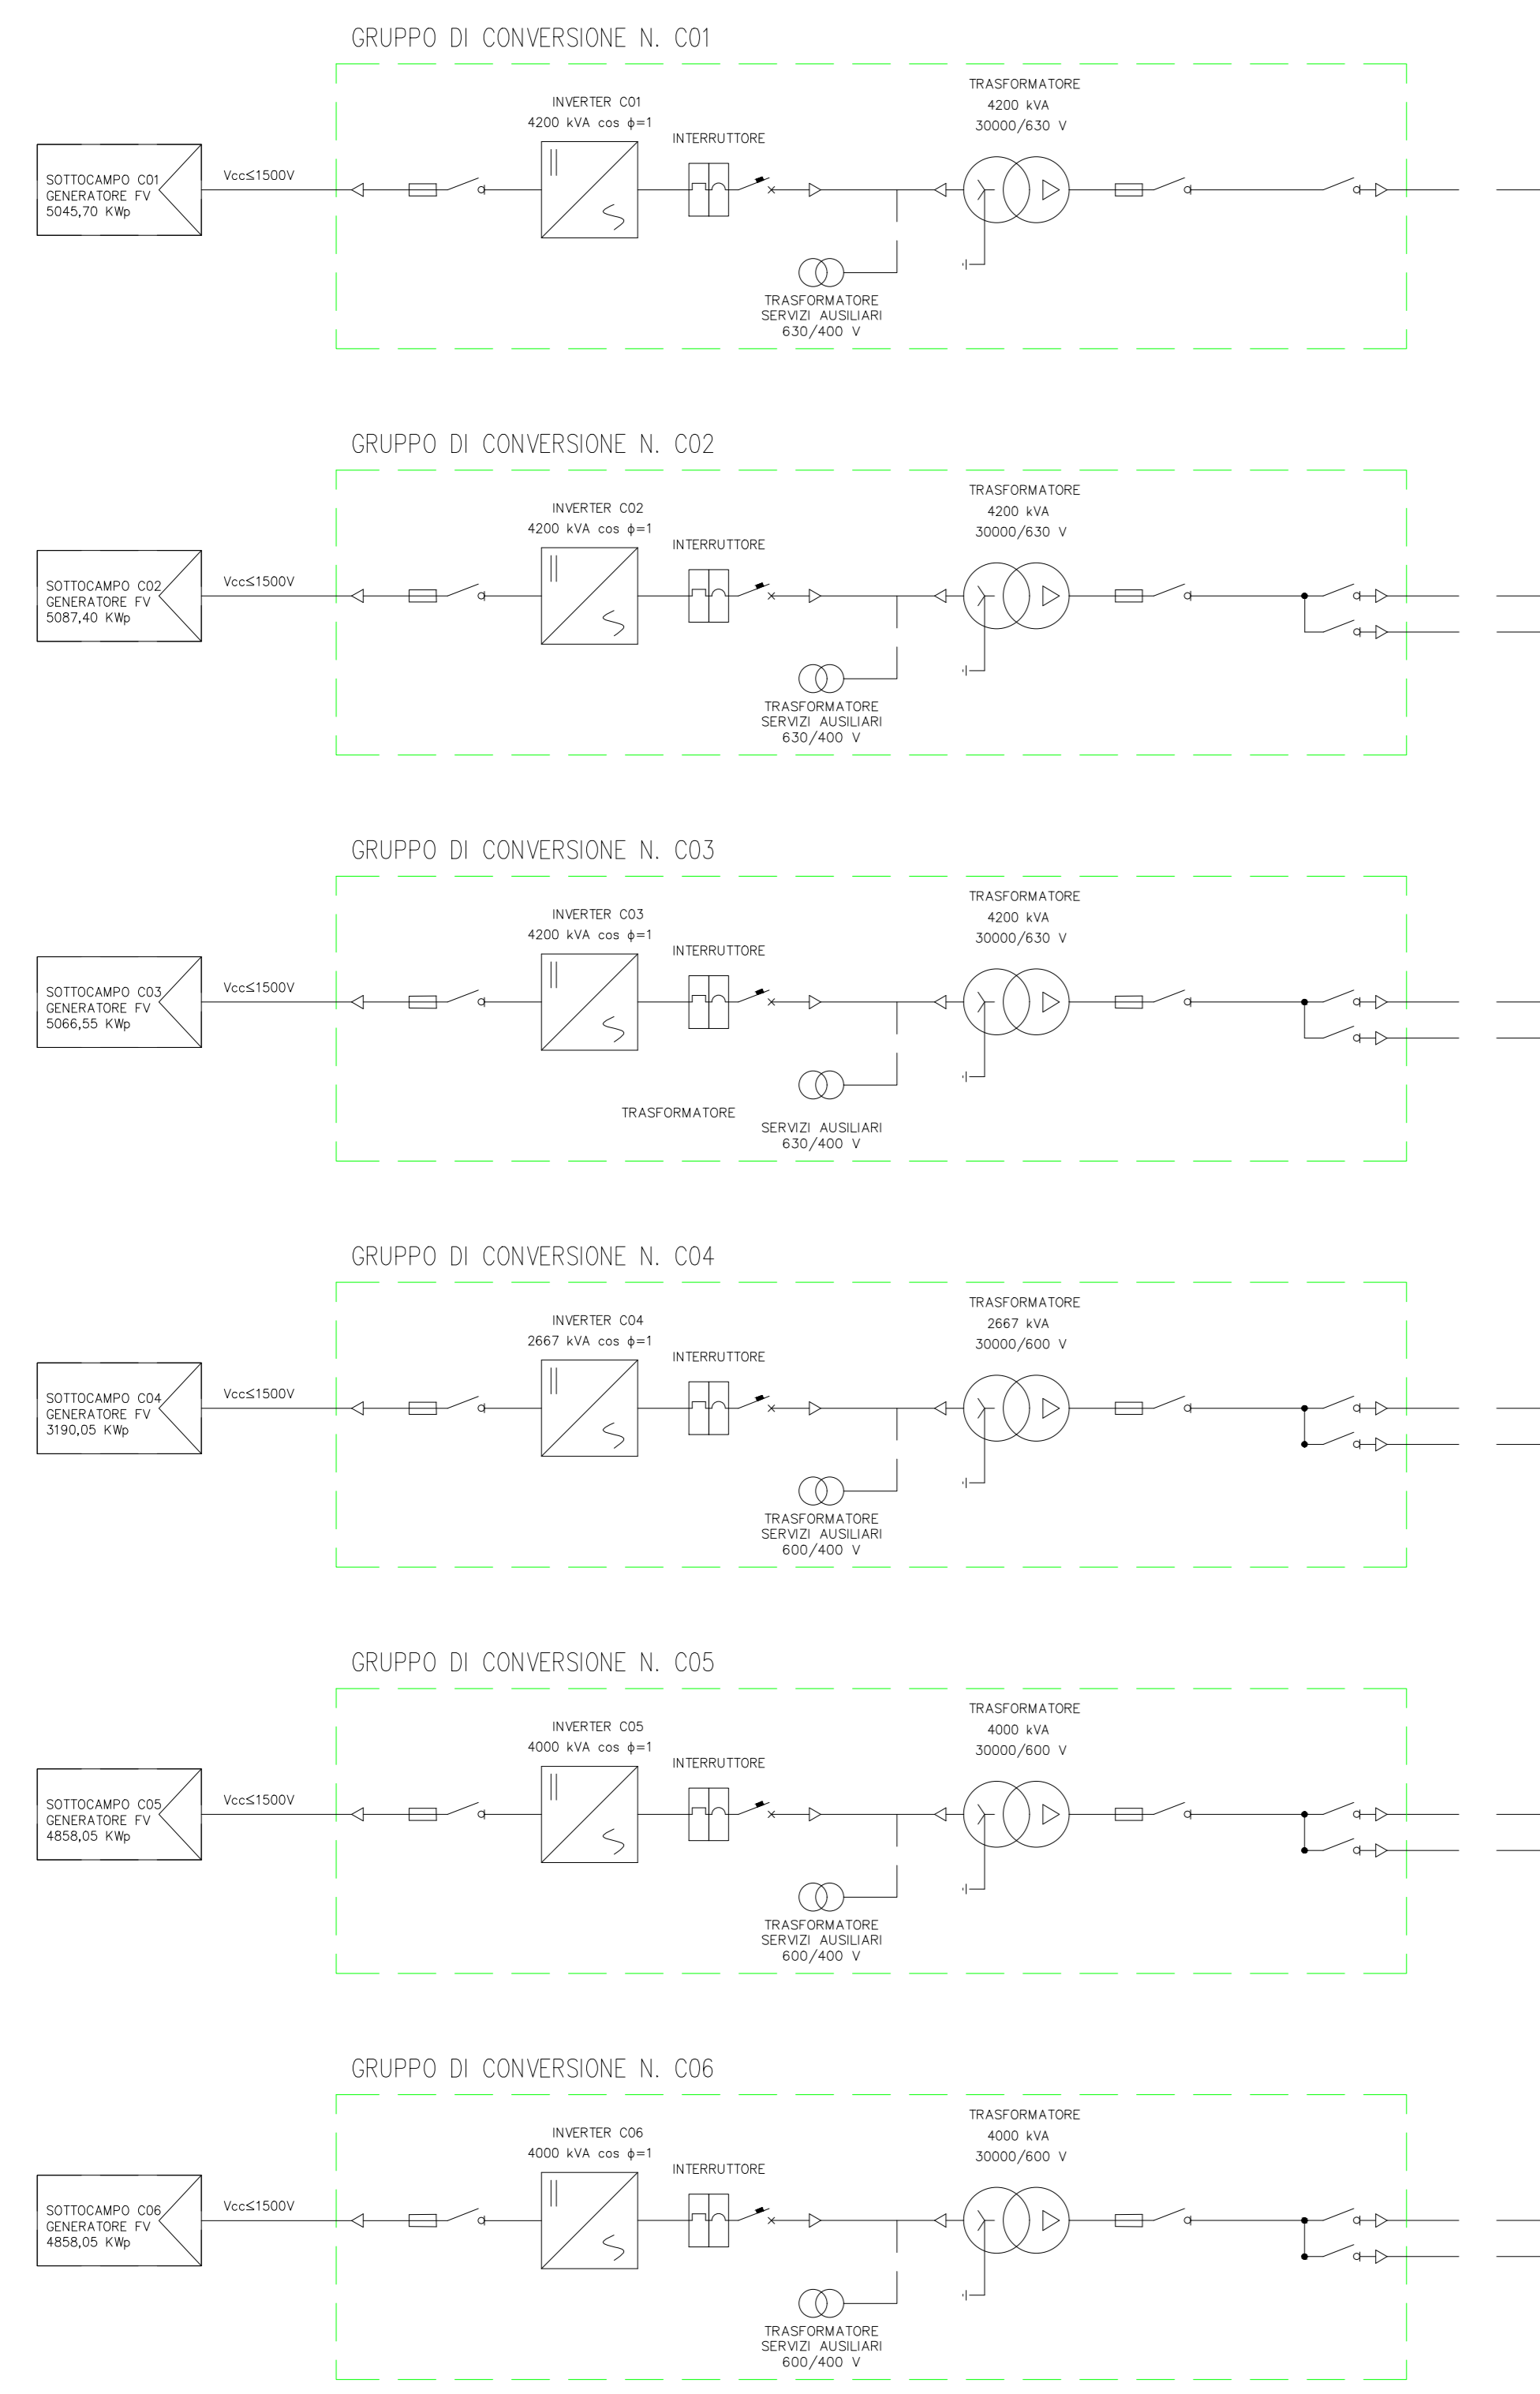 GRUPPO DI CONVERSIONE N. C01
TRASFORMATORE
4200 kVA
30000/630 V
INVERTER C01
4200 kVA cos ϕ=1
INTERRUTTORE
SOTTOCAMPO C01
GENERATORE FV
5045,70 KWp
Vcc≤1500V
TRASFORMATORE
SERVIZI AUSILIARI
630/400 V
GRUPPO DI CONVERSIONE N. C02
TRASFORMATORE
4200 kVA
30000/630 V
INVERTER C02
4200 kVA cos ϕ=1
INTERRUTTORE
SOTTOCAMPO C02
GENERATORE FV
5087,40 KWp
Vcc≤1500V
TRASFORMATORE
SERVIZI AUSILIARI
630/400 V
GRUPPO DI CONVERSIONE N. C03
TRASFORMATORE
4200 kVA
30000/630 V
INVERTER C03
4200 kVA cos ϕ=1
INTERRUTTORE
SOTTOCAMPO C03
GENERATORE FV
5066,55 KWp
Vcc≤1500V
TRASFORMATORE
SERVIZI AUSILIARI
630/400 V
GRUPPO DI CONVERSIONE N. C04
TRASFORMATORE
2667 kVA
30000/600 V
INVERTER C04
2667 kVA cos ϕ=1
INTERRUTTORE
SOTTOCAMPO C04
GENERATORE FV
3190,05 KWp
Vcc≤1500V
TRASFORMATORE
SERVIZI AUSILIARI
600/400 V
GRUPPO DI CONVERSIONE N. C05
TRASFORMATORE
4000 kVA
30000/600 V
INVERTER C05
4000 kVA cos ϕ=1
INTERRUTTORE
SOTTOCAMPO C05
GENERATORE FV
4858,05 KWp
Vcc≤1500V
TRASFORMATORE
SERVIZI AUSILIARI
600/400 V
GRUPPO DI CONVERSIONE N. C06
TRASFORMATORE
4000 kVA
30000/600 V
INVERTER C06
4000 kVA cos ϕ=1
INTERRUTTORE
SOTTOCAMPO C06
GENERATORE FV
4858,05 KWp
Vcc≤1500V
TRASFORMATORE
SERVIZI AUSILIARI
600/400 V